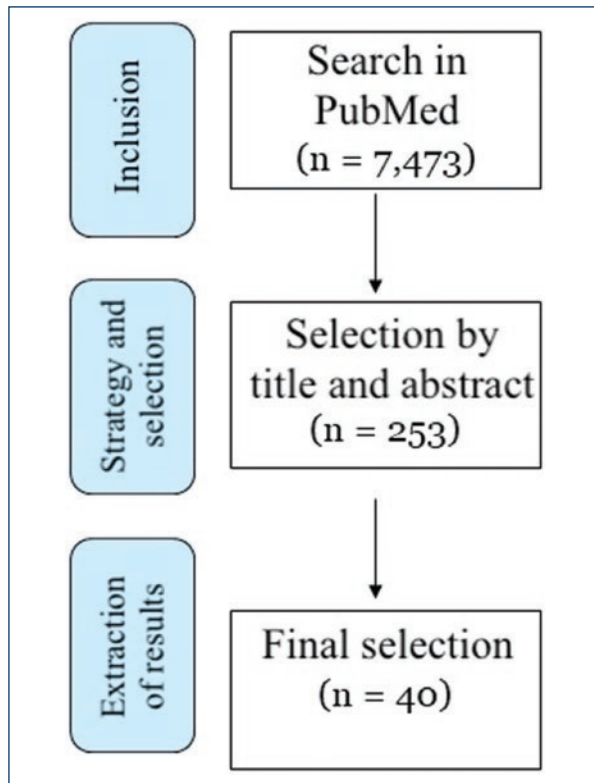 Inclusion
Search in
PubMed
(n = 7,473)
Strategy and
selection
Selection by
title and abstract
(n = 253)
Extraction
of results
Final selection
(n = 40)